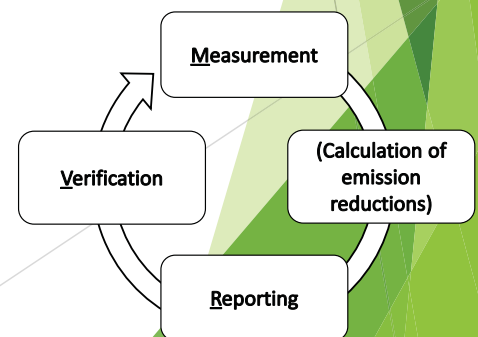 Measurement
(Calculation of
emission
reductions)
Verification
Reporting